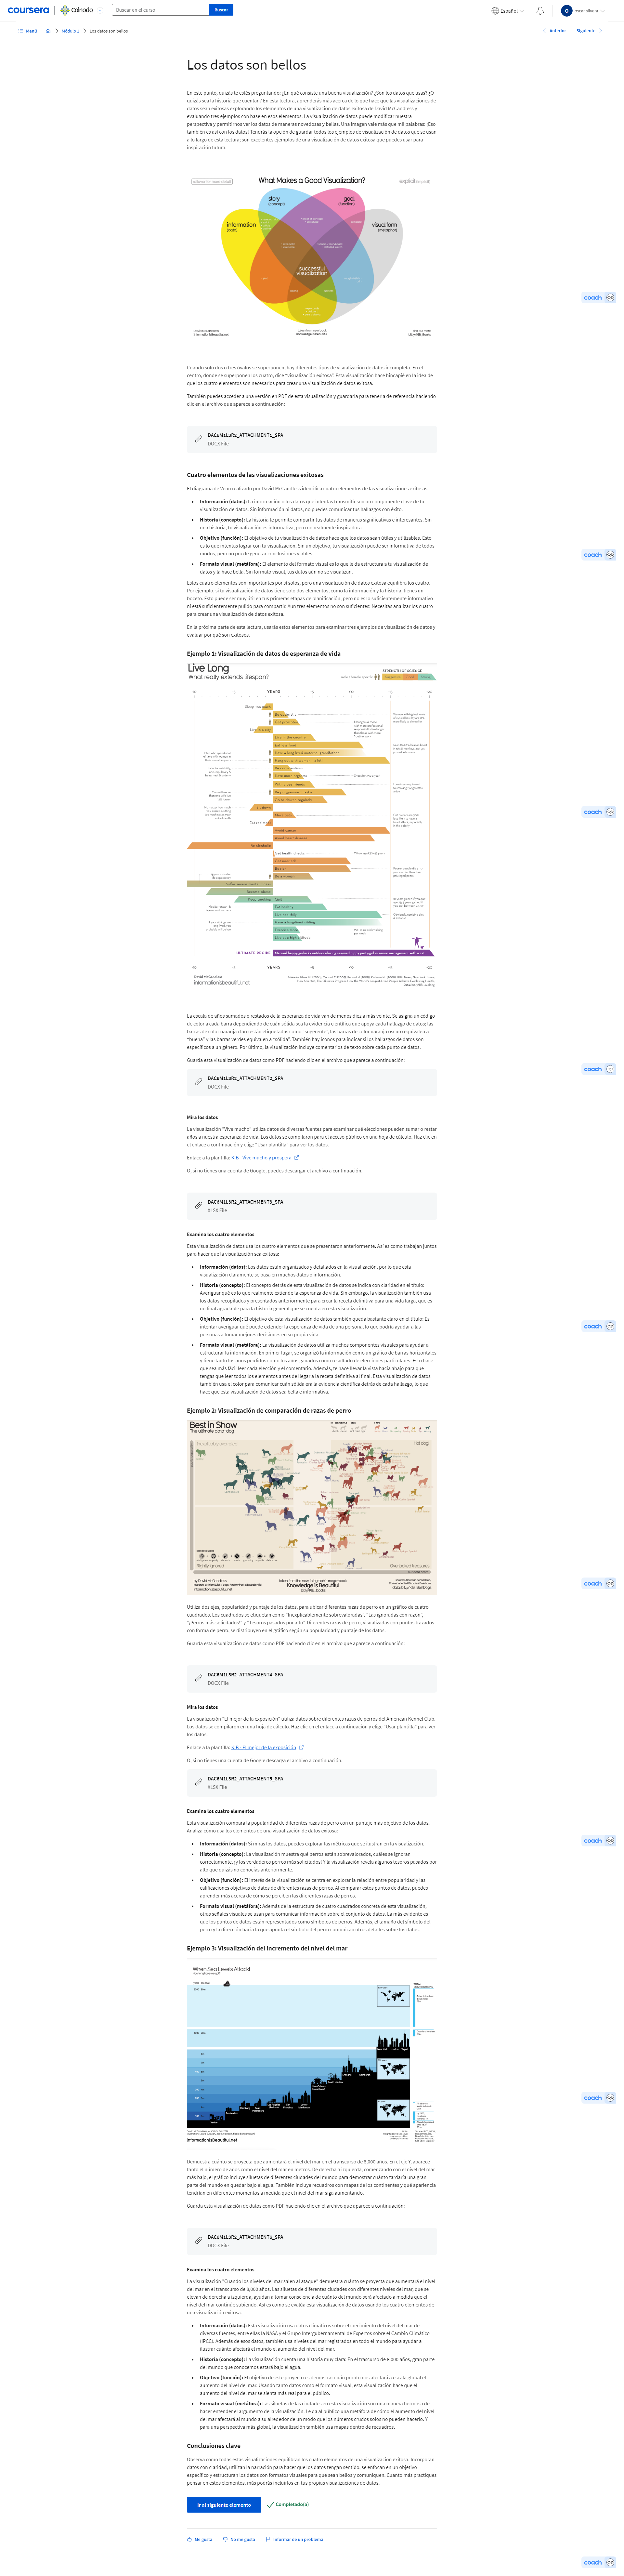 coursera
Colnodo
Buscar en el curso
Buscar
Español
oscar silvera
Menú
Módulo 1
Los datos son bellos
Anterior
Siguiente
Los datos son bellos
En este punto, quizás te estés preguntando: ¿En qué consiste una buena visualización? ¿Son los datos que usas? ¿O
quizás sea la historia que cuentan? En esta lectura, aprenderás más acerca de lo que hace que las visualizaciones de
datos sean exitosas explorando los elementos de una visualización de datos exitosa de David McCandless y
evaluando tres ejemplos con base en esos elementos. La visualización de datos puede modificar nuestra
perspectiva y permitirnos ver los datos de maneras novedosas y bellas. Una imagen vale más que mil palabras: ¡Eso
también es así con los datos! Tendrás la opción de guardar todos los ejemplos de visualización de datos que se usan
a lo largo de esta lectura; son excelentes ejemplos de una visualización de datos exitosa que puedes usar para
inspiración futura.
What Makes a Good Visualization?
explicit (implicit)
story
(concept)
goal
(function)
information
(data)
visual form
(metaphor)
successful
visualization
David McCandless
InformationisBeautiful.net
taken from new book
Knowledge is Beautiful
Cuando solo dos o tres óvalos se superponen, hay diferentes tipos de visualización de datos incompleta. En el
centro, donde se superponen los cuatro, dice "visualización exitosa". Esta visualización hace hincapié en la idea de
que los cuatro elementos son necesarios para crear una visualización de datos exitosa.
También puedes acceder a una versión en PDF de esta visualización y guardarla para tenerla de referencia haciendo
clic en el archivo que aparece a continuación:
DAC6M1L3R2_ATTACHMENT1_SPA
DOCX File
Cuatro elementos de las visualizaciones exitosas
El diagrama de Venn realizado por David McCandless identifica cuatro elementos de las visualizaciones exitosas:
Información (datos): La información o los datos que intentas transmitir son un componente clave de tu
visualización de datos. Sin información ni datos, no puedes comunicar tus hallazgos con éxito.
Historia (concepto): La historia te permite compartir tus datos de maneras significativas e interesantes. Sin
una historia, tu visualización es informativa, pero no realmente inspiradora.
Objetivo (función): El objetivo de tu visualización de datos hace que los datos sean útiles y utilizables. Esto
es lo que intentas lograr con tu visualización. Sin un objetivo, tu visualización puede ser informativa de todos
modos, pero no puede generar conclusiones viables.
Formato visual (metáfora): El elemento del formato visual es lo que le da estructura a tu visualización de
datos y la hace bella. Sin formato visual, tus datos aún no se visualizan.
Estos cuatro elementos son importantes por sí solos, pero una visualización de datos exitosa equilibra los cuatro.
Por ejemplo, si tu visualización de datos tiene solo dos elementos, como la información y la historia, tienes un
boceto. Esto puede ser muy útil en tus primeras etapas de planificación, pero no es lo suficientemente informativo
ni está suficientemente pulido para compartir. Aun tres elementos no son suficientes: Necesitas analizar los cuatro
para crear una visualización de datos exitosa.
En la próxima parte de esta lectura, usarás estos elementos para examinar tres ejemplos de visualización de datos y
evaluar por qué son exitosos.
Ejemplo 1: Visualización de datos de esperanza de vida
Live Long
What really extends lifespan?
STRENGTH OF SCIENCE
YEARS
ULTIMATE RECIPE
YEARS
David McCandless
InformationisBeautiful.net
La escala de años sumados o restados de la esperanza de vida van de menos diez a más veinte. Se asigna un código
de color a cada barra dependiendo de cuán sólida sea la evidencia científica que apoya cada hallazgo de datos; las
barras de color naranja claro están etiquetadas como "sugerente", las barras de color naranja oscuro equivalen a
"buena" y las barras verdes equivalen a "sólida". También hay íconos para indicar si los hallazgos de datos son
específicos a un género. Por último, la visualización incluye comentarios de texto sobre cada punto de datos.
Guarda esta visualización de datos como PDF haciendo clic en el archivo que aparece a continuación:
DAC6M1L3R2_ATTACHMENT2_SPA
DOCX File
Mira los datos
La visualización "Vive mucho" utiliza datos de diversas fuentes para examinar qué elecciones pueden sumar o restar
años a nuestra esperanza de vida. Los datos se compilaron para el acceso público en una hoja de cálculo. Haz clic en
el enlace a continuación y elige "Usar plantilla" para ver los datos.
Enlace a la plantilla: KIB - Vive mucho y prospera
O, si no tienes una cuenta de Google, puedes descargar el archivo a continuación.
DAC6M1L3R2_ATTACHMENT3_SPA
XLSX File
Examina los cuatro elementos
Esta visualización de datos usa los cuatro elementos que se presentaron anteriormente. Así es como trabajan juntos
para hacer que la visualización sea exitosa:
Información (datos): Los datos están organizados y detallados en la visualización, por lo que esta
visualización claramente se basa en muchos datos o información.
Historia (concepto): El concepto detrás de esta visualización de datos se indica con claridad en el título:
Averiguar qué es lo que realmente extiende la esperanza de vida. Sin embargo, la visualización también usa
los datos recopilados y presentados anteriormente para crear la receta definitiva para una vida larga, que es
un final agradable para la historia general que se cuenta en esta visualización.
Objetivo (función): El objetivo de esta visualización de datos también queda bastante claro en el título: Es
intentar averiguar qué puede extender la esperanza de vida de una persona, lo que podría ayudar a las
personas a tomar mejores decisiones en su propia vida.
Formato visual (metáfora): La visualización de datos utiliza muchos componentes visuales para ayudar a
estructurar la información. En primer lugar, se organizó la información como un gráfico de barras horizontales
y tiene tanto los años perdidos como los años ganados como resultado de elecciones particulares. Esto hace
que sea más fácil leer cada elección y el comentario. Además, te hace llevar la vista hacia abajo para que
tengas que leer todos los elementos antes de llegar a la receta definitiva al final. Esta visualización de datos
también usa el color para comunicar cuán sólida era la evidencia científica detrás de cada hallazgo, lo que
hace que esta visualización de datos sea bella e informativa.
Ejemplo 2: Visualización de comparación de razas de perro
Best in Show
The ultimate data-dog
Inexplicably overrated
Hot dog!
Rightly ignored
Overlooked treasures
by David McCandless
InformationisBeautiful.net
taken from the new infographic mega-book
Knowledge is Beautiful
Utiliza dos ejes, popularidad y puntaje de los datos, para ubicar diferentes razas de perro en un gráfico de cuatro
cuadrados. Los cuadrados se etiquetan como "Inexplicablemente sobrevaloradas", "Las ignoradas con razón",
"¡Perros más solicitados!" y "Tesoros pasados por alto". Diferentes razas de perro, visualizadas con puntos trazados
con forma de perro, se distribuyen en el gráfico según su popularidad y puntaje de los datos.
Guarda esta visualización de datos como PDF haciendo clic en el archivo que aparece a continuación:
DAC6M1L3R2_ATTACHMENT4_SPA
DOCX File
Mira los datos
La visualización "El mejor de la exposición" utiliza datos sobre diferentes razas de perros del American Kennel Club.
Los datos se compilaron en una hoja de cálculo. Haz clic en el enlace a continuación y elige "Usar plantilla" para ver
los datos.
Enlace a la plantilla: KIB - El mejor de la exposición
O, si no tienes una cuenta de Google descarga el archivo a continuación.
DAC6M1L3R2_ATTACHMENT5_SPA
XLSX File
Examina los cuatro elementos
Esta visualización compara la popularidad de diferentes razas de perro con un puntaje más objetivo de los datos.
Analiza cómo usa los elementos de una visualización de datos exitosa:
Información (datos): Si miras los datos, puedes explorar las métricas que se ilustran en la visualización.
Historia (concepto): La visualización muestra qué perros están sobrevalorados, cuáles se ignoran
correctamente, ¡y los verdaderos perros más solicitados! Y la visualización revela algunos tesoros pasados por
alto que quizás no conocías anteriormente.
Objetivo (función): El interés de la visualización se centra en explorar la relación entre popularidad y las
calificaciones objetivas de datos de diferentes razas de perros. Al comparar estos puntos de datos, puedes
aprender más acerca de cómo se perciben las diferentes razas de perros.
Formato visual (metáfora): Además de la estructura de cuatro cuadrados concreta de esta visualización,
otras señales visuales se usan para comunicar información sobre el conjunto de datos. La más evidente es
que los puntos de datos están representados como símbolos de perros. Además, el tamaño del símbolo del
perro y la dirección hacia la que apunta el símbolo del perro comunican otros detalles sobre los datos.
Ejemplo 3: Visualización del incremento del nivel del mar
When Sea Levels Attack!
InformationIsBeautiful.net
Demuestra cuánto se proyecta que aumentará el nivel del mar en el transcurso de 8,000 años. En el eje Y, aparece
tanto el número de años como el nivel del mar en metros. De derecha a izquierda, comenzando con el nivel del mar
más bajo, el gráfico incluye siluetas de diferentes ciudades del mundo para demostrar cuánto tardaría una gran
parte del mundo en quedar sumergida en el agua. También incluye recuadros con mapas de los continentes y qué apariencia
tendrían en diferentes momentos a medida que el nivel del mar siga aumentando.
Guarda esta visualización de datos como PDF haciendo clic en el archivo que aparece a continuación:
DAC6M1L3R2_ATTACHMENT6_SPA
DOCX File
Examina los cuatro elementos
La visualización "Cuando los niveles del mar salen al ataque" demuestra cuánto se proyecta que aumentará el nivel
del mar en el transcurso de 8,000 años. Las siluetas de diferentes ciudades con diferentes niveles del mar, que se
elevan de derecha a izquierda, ayudan a tomar conciencia de cuánto del mundo será afectado a medida que el
nivel del mar continúe subiendo. Así es como se evalúa esta visualización de datos usando los cuatro elementos de
una visualización exitosa:
Información (datos): Esta visualización usa datos climáticos sobre el crecimiento del nivel del mar de
diversas fuentes, entre ellas la NASA y el Grupo Intergubernamental de Expertos sobre el Cambio Climático
(IPCC). Además de esos datos, también usa niveles del mar registrados en todo el mundo para ayudar a
ilustrar cuánto afectará el mundo el aumento del nivel del mar.
Historia (concepto): La visualización cuenta una historia muy clara: En el trascurso de 8,000 años, gran parte
del mundo que conocemos estará bajo el agua.
Objetivo (función): El objetivo de este proyecto es demostrar cuán pronto nos afectará a escala global el
aumento del nivel del mar. Usando tanto datos como el formato visual, esta visualización hace que el
aumento del nivel del mar se sienta más real para el público.
Formato visual (metáfora): Las siluetas de las ciudades en esta visualización son una manera hermosa de
hacer entender el argumento de la visualización. Le da al público una metáfora de cómo el aumento del nivel
del mar afectará al mundo a su alrededor de un modo que los números crudos solos no pueden hacerlo. Y
para una perspectiva más global, la visualización también usa mapas dentro de recuadros.
Conclusiones clave
Observa como todas estas visualizaciones equilibran los cuatro elemento de una visualización exitosa. Incorporan
datos con claridad, utilizan la narración para hacer que los datos tengan sentido, se enfocan en un objetivo
específico y estructuran los datos con formatos visuales para que sean bellos y comuniquen. Cuanto más practiques
pensar en estos elementos, más podrás incluirlos en tus propias visualizaciones de datos.
Ir al siguiente elemento
Completado(a)
Me gusta
No me gusta
Informar de un problema
coach
coach
coach
coach
coach
coach
coach
coach
coach